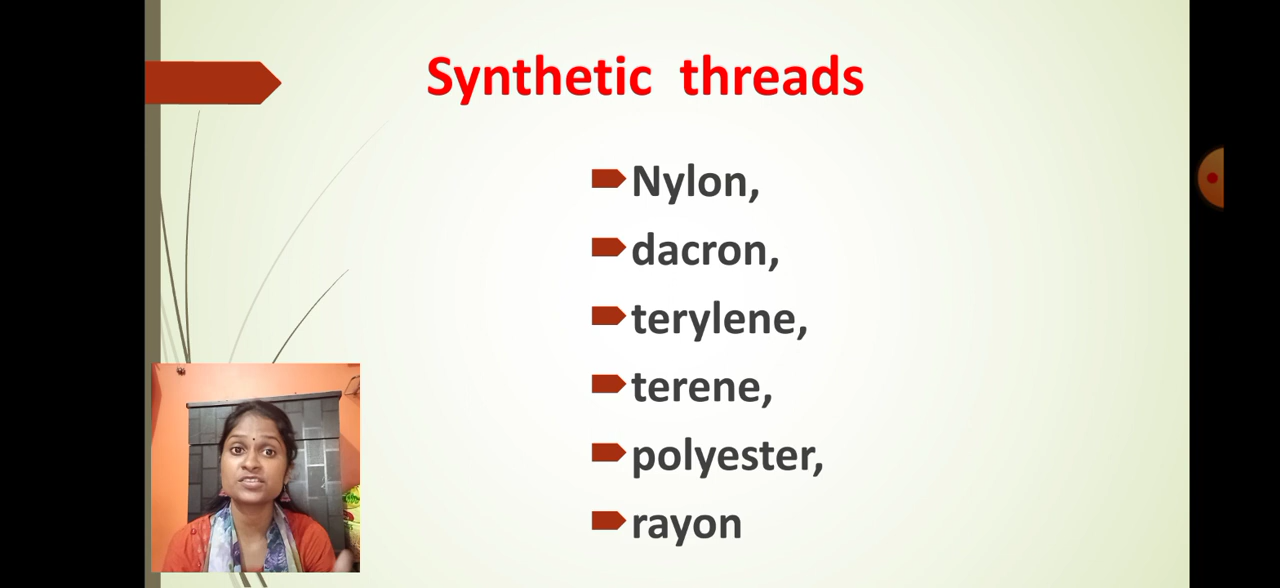 Synthetic threads
Nylon,
dacron,
terylene,
terene,
polyester,
rayon